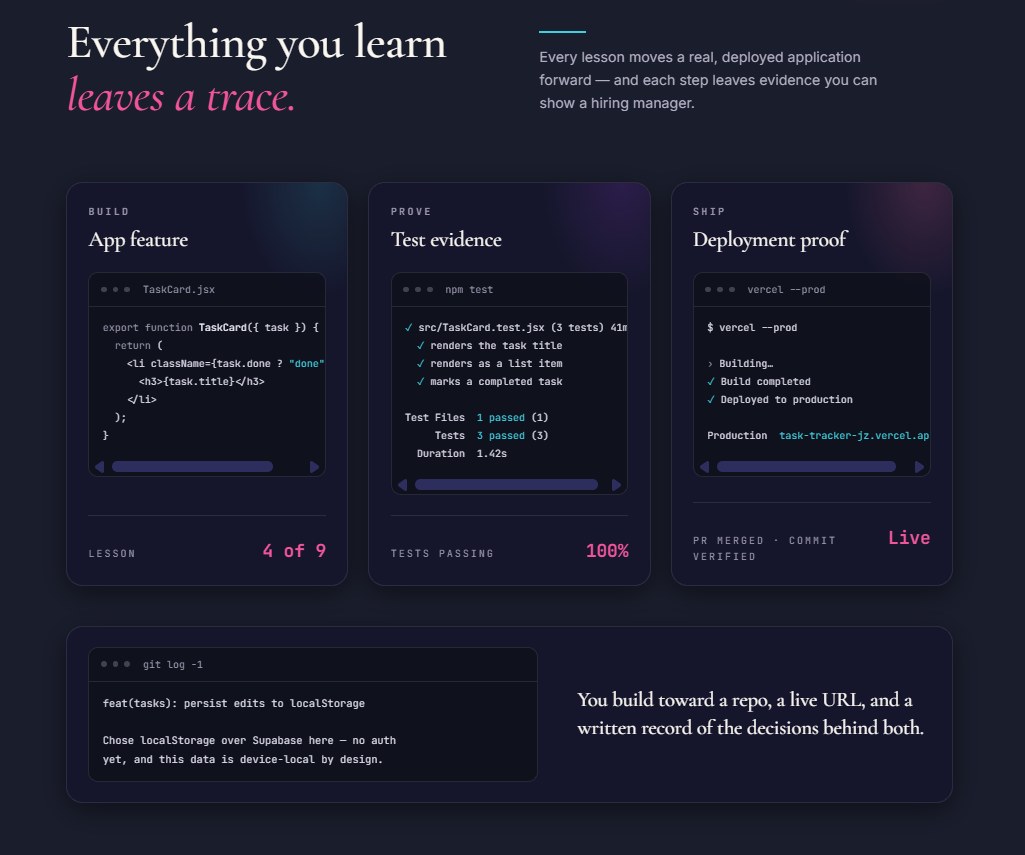 Everything you learn
leaves a trace.
Every lesson moves a real, deployed application
forward — and each step leaves evidence you can
show a hiring manager.
BUILD
App feature
TaskCard.jsx
export function TaskCard({ task }) {
return (
<li className={task.done ? "done"
<h3>{task.title}</h3>
</li>
);
}
LESSON
4 of 9
PROVE
Test evidence
npm test
✓ src/TaskCard.test.jsx (3 tests) 41m
✓ renders the task title
✓ renders as a list item
✓ marks a completed task
Test Files 1 passed (1)
Tests 3 passed (3)
Duration 1.42s
TESTS PASSING
100%
SHIP
Deployment proof
vercel --prod
$ vercel --prod
› Building…
✓ Build completed
✓ Deployed to production
Production task-tracker-jz.vercel.ap
PR MERGED · COMMIT
VERIFIED
Live
git log -1
feat(tasks): persist edits to localStorage
Chose localStorage over Supabase here — no auth
yet, and this data is device-local by design.
You build toward a repo, a live URL, and a
written record of the decisions behind both.